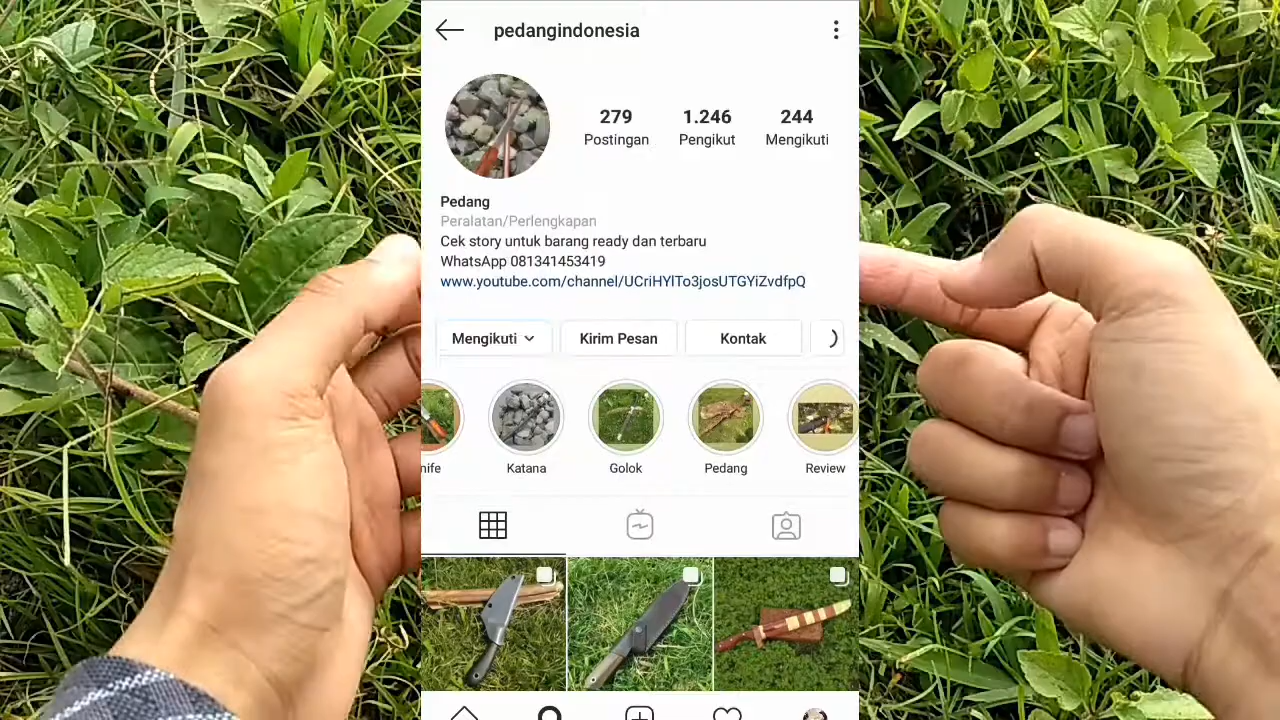 pedangindonesia
279 1.246 244
Postingan Pengikut Mengikuti
Pedang
Peralatan/Perlengkapan
Cek story untuk barang ready dan terbaru
WhatsApp 081341453419
www.youtube.com/channel/UCriHYlTo3josUTGYiZvdfpQ
Mengikuti Kirim Pesan Kontak
nife Katana Golok Pedang Review